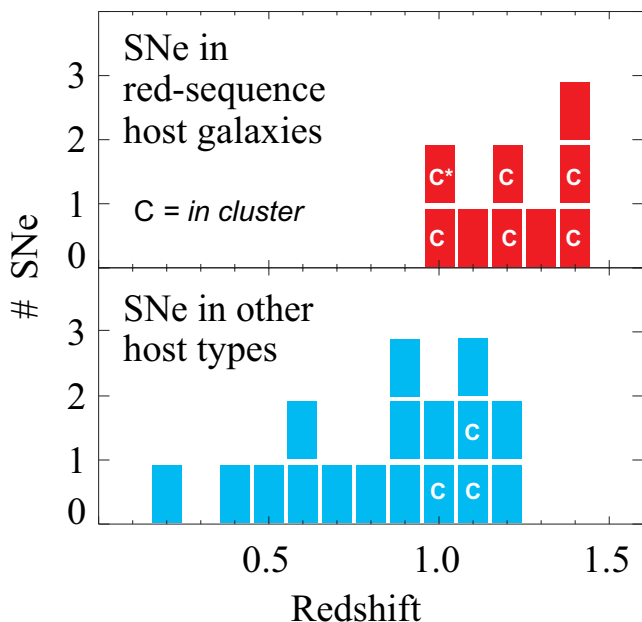 SNe in
red-sequence
host galaxies
C = in cluster
3
2
1
0
C* C C
C C C
# SNe
SNe in other
host types
3
2
1
0
C
C C
0.5 1.0 1.5
Redshift